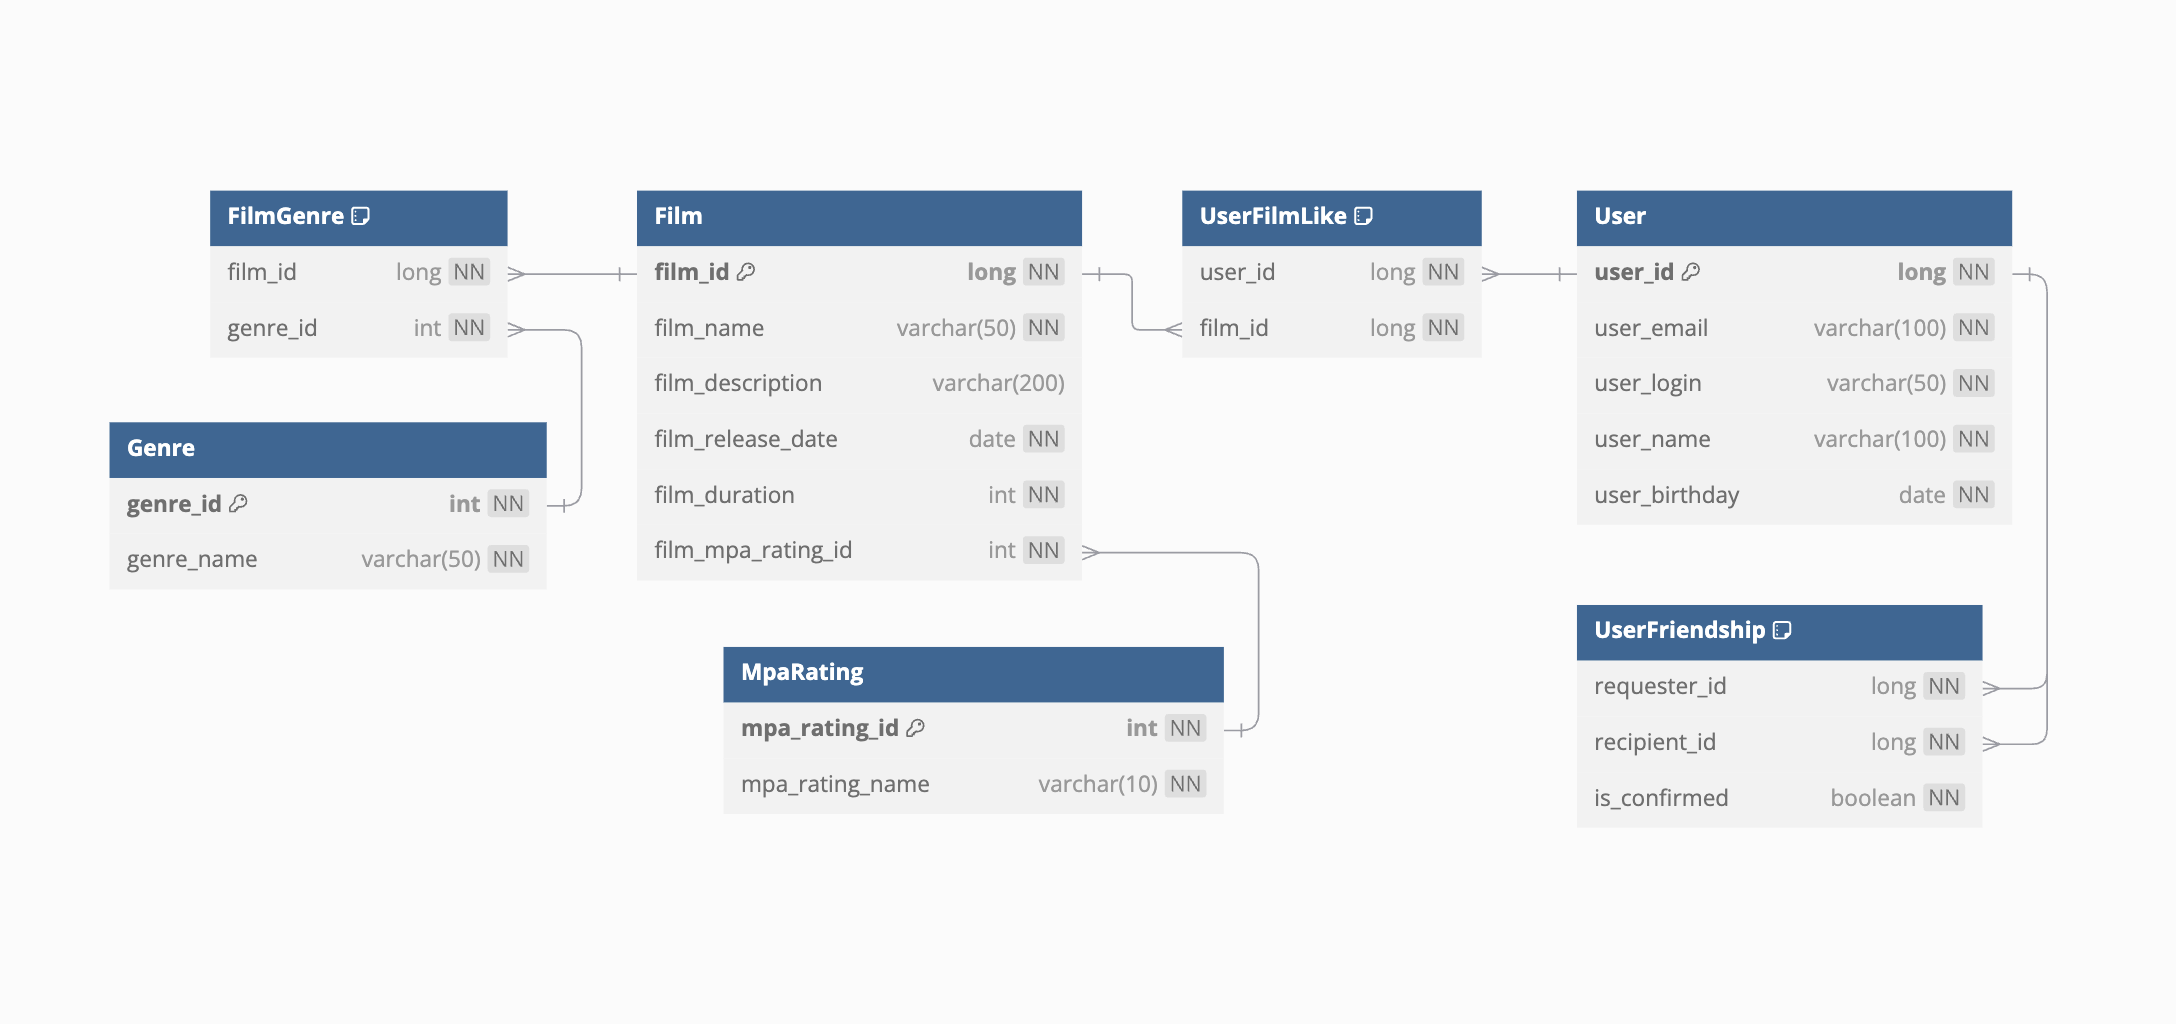 FilmGenre
film_id long NN
genre_id int NN
Genre
genre_id int NN
genre_name varchar(50) NN
Film
film_id long NN
film_name varchar(50) NN
film_description varchar(200)
film_release_date date NN
film_duration int NN
film_mpa_rating_id int NN
MpaRating
mpa_rating_id int NN
mpa_rating_name varchar(10) NN
UserFilmLike
user_id long NN
film_id long NN
User
user_id long NN
user_email varchar(100) NN
user_login varchar(50) NN
user_name varchar(100) NN
user_birthday date NN
UserFriendship
requester_id long NN
recipient_id long NN
is_confirmed boolean NN